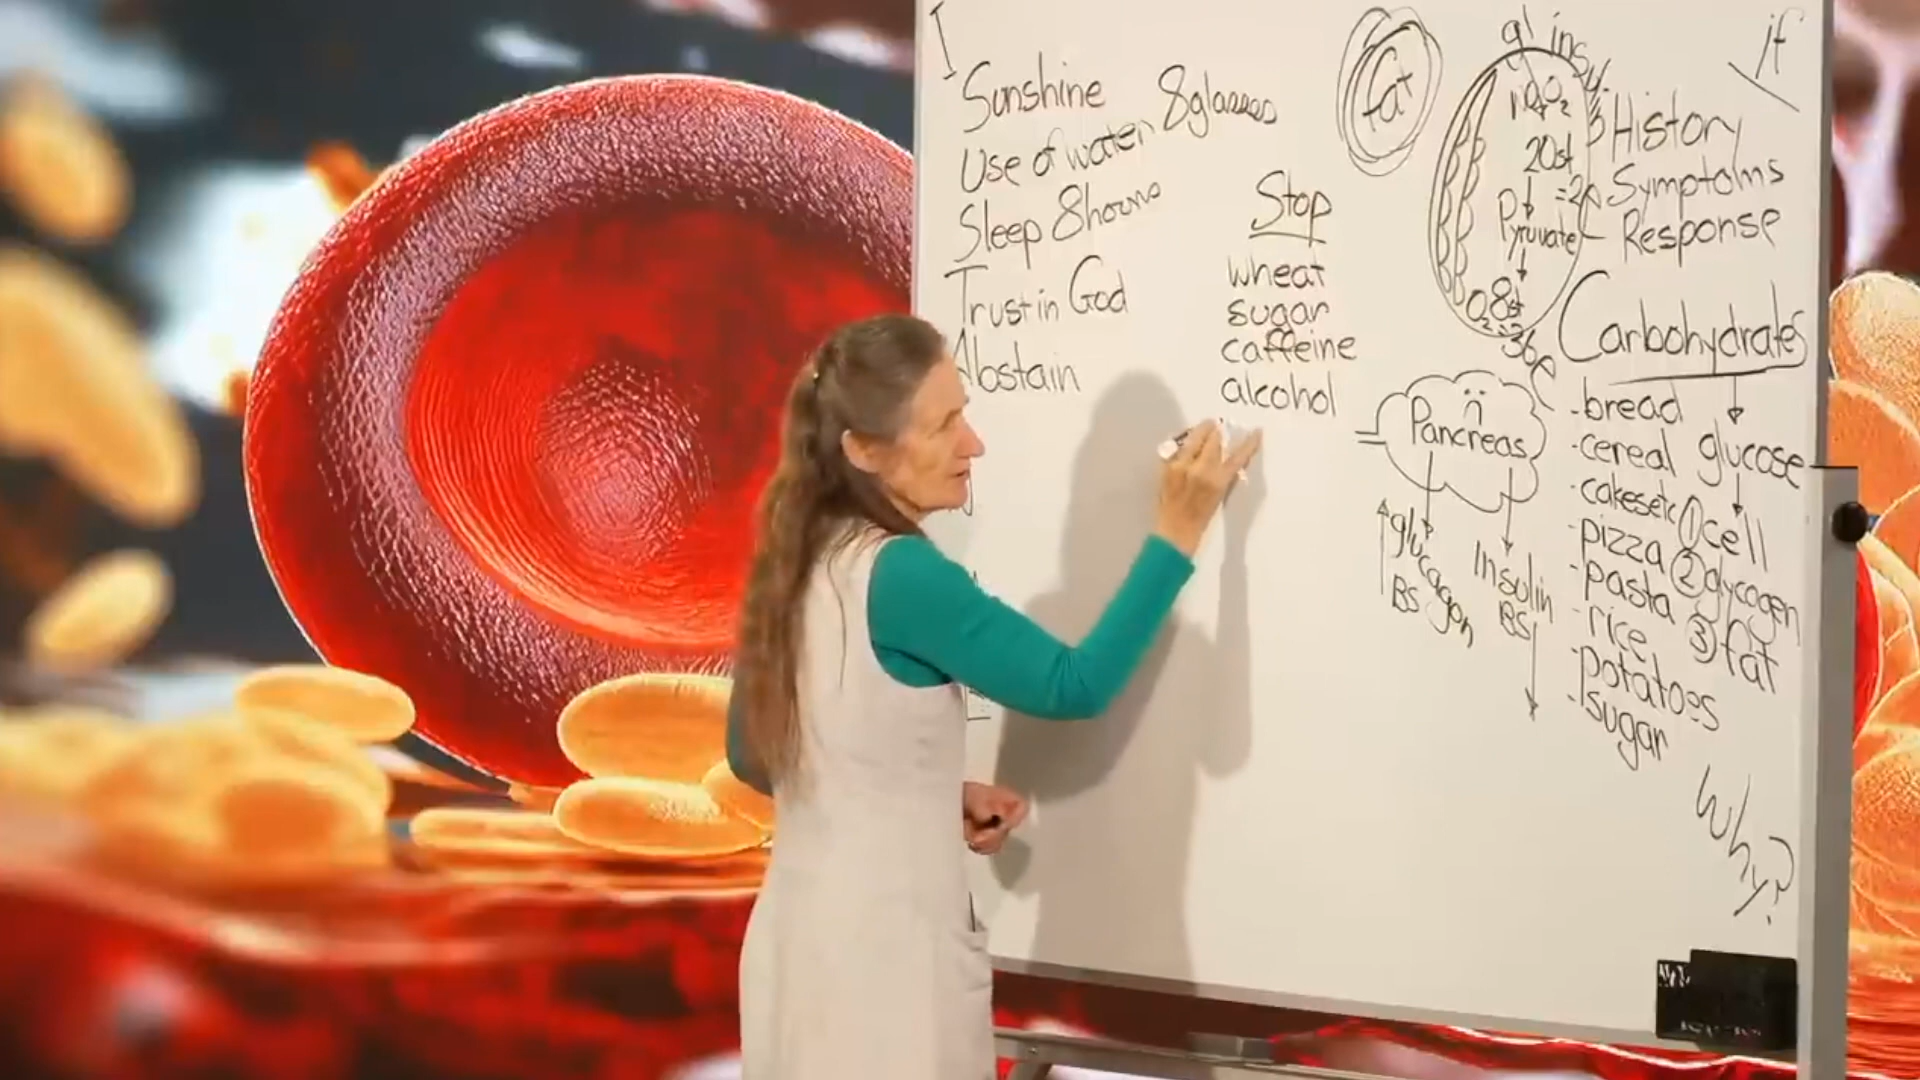 Sunshine
Use of water 8glasses
Sleep 8hours
Trust in God
Abstain
Stop
wheat
sugar
caffeine
alcohol
fat
20st
Pyruvate
History
Symptoms
Response
Carbohydrates
-bread
-cereal
-cakesetc
-pizza
-pasta
-rice
-potatoes
-sugar
glucose
①cell
②glycogen
③fat
Pancreas
glucagon
BS
Insulin
BS
Why?
if